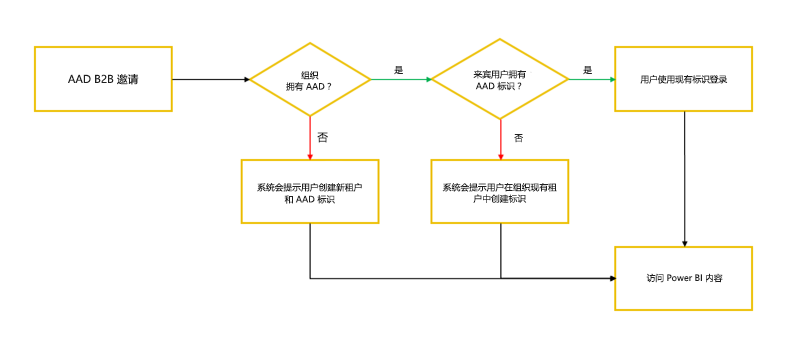 AAD B2B 邀请
组织
拥有 AAD？
是
来宾用户拥有
AAD 标识？
是
用户使用现有标识登录
否
否
系统会提示用户创建新租户
和 AAD 标识
系统会提示用户在组织现有租
户中创建标识
访问 Power BI 内容